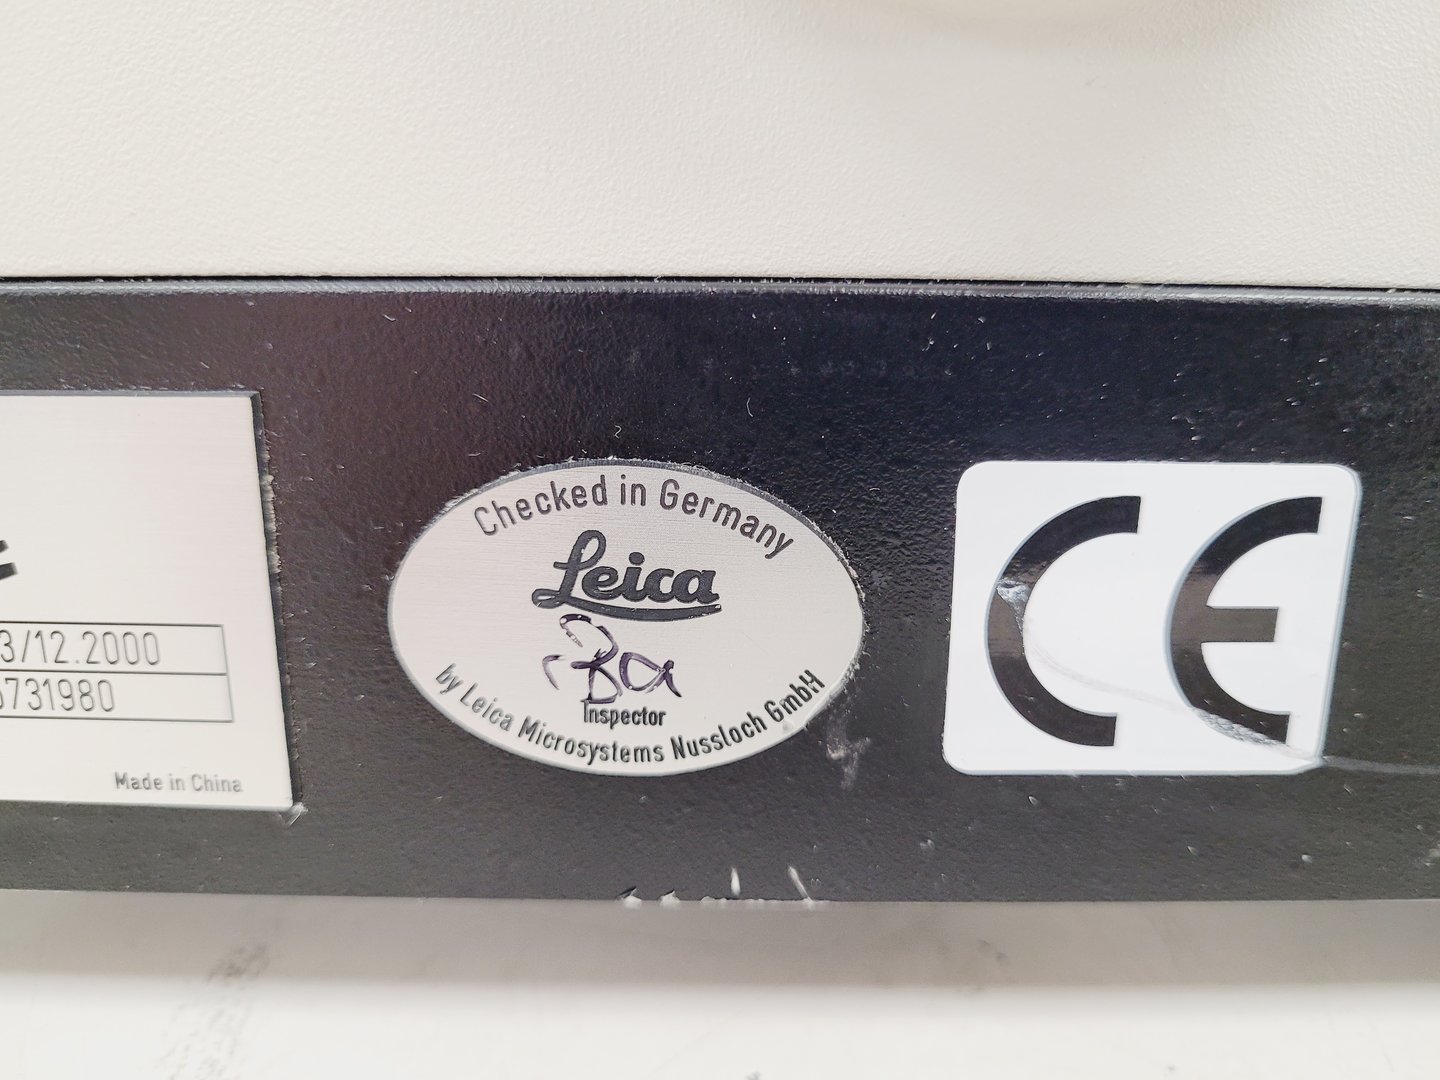 3/12.2000
731980
Made in China
Checked in Germany
Leica
Inspector
by Leica Microsystems Nussloch GmbH
CE